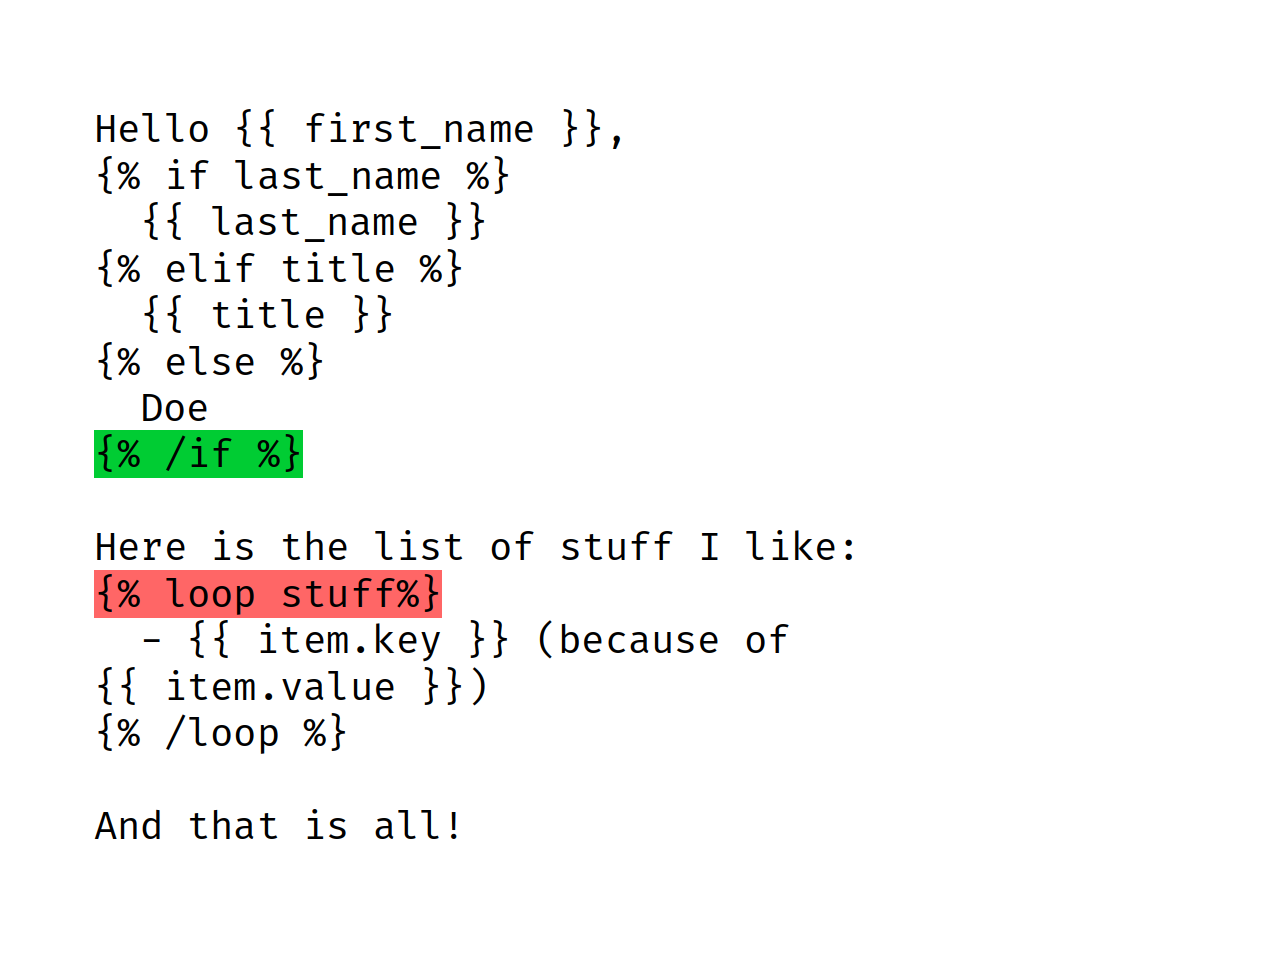 Hello {{ first_name }},
{% if last_name %}
  {{ last_name }}
{% elif title %}
  {{ title }}
{% else %}
  Doe
{% /if %}

Here is the list of stuff I like:
{% loop stuff%}
  - {{ item.key }} (because of
{{ item.value }})
{% /loop %}

And that is all!